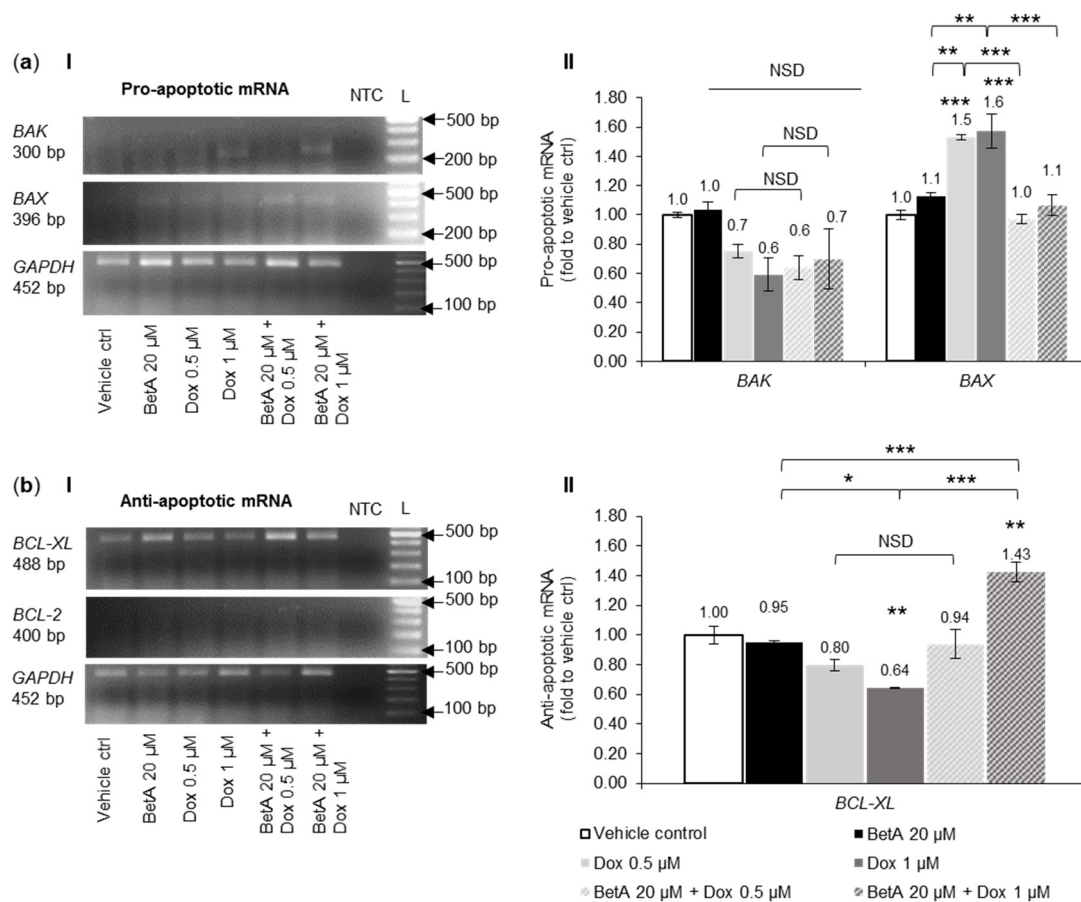 (a) I
Pro-apoptotic mRNA
NTC L
BAK
300 bp
500 bp
200 bp
BAX
396 bp
500 bp
200 bp
GAPDH
452 bp
500 bp
100 bp
Vehicle ctrl
BetA 20 µM
Dox 0.5 µM
Dox 1 µM
BetA 20 µM +
Dox 0.5 µM
BetA 20 µM +
Dox 1 µM
II
Pro-apoptotic mRNA
(fold to vehicle ctrl)
1.80
1.60
1.40
1.20
1.00
0.80
0.60
0.40
0.20
0.00
NSD
NSD
NSD
** ***
** ***
*** ***
1.0 1.0 0.7 0.6 0.6 0.7
1.0 1.1 1.5 1.6 1.0 1.1
BAK BAX
(b) I
Anti-apoptotic mRNA
NTC L
BCL-XL
488 bp
500 bp
100 bp
BCL-2
400 bp
500 bp
100 bp
GAPDH
452 bp
500 bp
100 bp
Vehicle ctrl
BetA 20 µM
Dox 0.5 µM
Dox 1 µM
BetA 20 µM +
Dox 0.5 µM
BetA 20 µM +
Dox 1 µM
II
Anti-apoptotic mRNA
(fold to vehicle ctrl)
1.80
1.60
1.40
1.20
1.00
0.80
0.60
0.40
0.20
0.00
***
* ***
NSD
** **
1.00 0.95 0.80 0.64 0.94 1.43
BCL-XL
Vehicle control BetA 20 µM
Dox 0.5 µM Dox 1 µM
BetA 20 µM + Dox 0.5 µM BetA 20 µM + Dox 1 µM